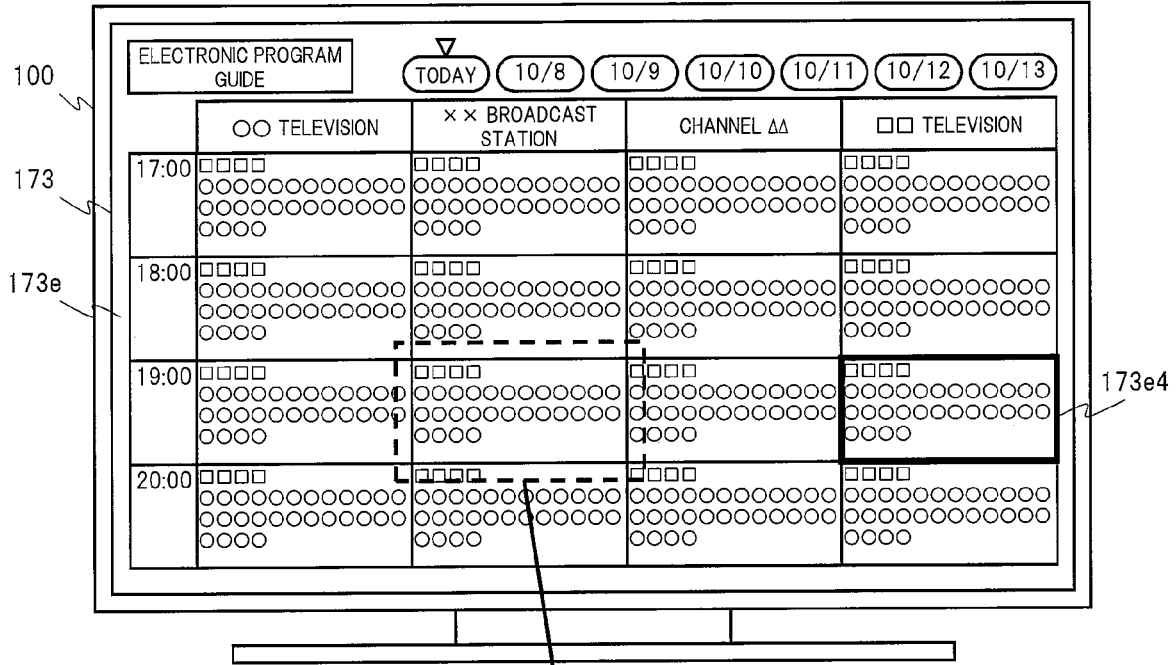 ELECTRONIC PROGRAM
GUIDE
▽
TODAY 10/8 10/9 10/10 10/11 10/12 10/13
100
○○ TELEVISION
×× BROADCAST
STATION
CHANNEL △△
□□ TELEVISION
173
17:00 □□□□ □□□□ □□□□ □□□□
○○○○○○○○○○○○ ○○○○○○○○○○○○ ○○○○○○○○○○○○ ○○○○○○○○○○○○
○○○○○○○○○○○○ ○○○○○○○○○○○○ ○○○○○○○○○○○○ ○○○○○○○○○○○○
○○○○ ○○○○ ○○○○ ○○○○
173e
18:00 □□□□ □□□□ □□□□ □□□□
○○○○○○○○○○○○ ○○○○○○○○○○○○ ○○○○○○○○○○○○ ○○○○○○○○○○○○
○○○○○○○○○○○○ ○○○○○○○○○○○○ ○○○○○○○○○○○○ ○○○○○○○○○○○○
○○○○ ○○○○ ○○○○ ○○○○
19:00 □□□□ □□□□ □□□□ □□□□
○○○○○○○○○○○○ ○○○○○○○○○○○○ ○○○○○○○○○○○○ ○○○○○○○○○○○○
○○○○○○○○○○○○ ○○○○○○○○○○○○ ○○○○○○○○○○○○ ○○○○○○○○○○○○
○○○○ ○○○○ ○○○○ ○○○○
173e4
20:00 □□□□ □□□□ □□□□ □□□□
○○○○○○○○○○○○ ○○○○○○○○○○○○ ○○○○○○○○○○○○ ○○○○○○○○○○○○
○○○○○○○○○○○○ ○○○○○○○○○○○○ ○○○○○○○○○○○○ ○○○○○○○○○○○○
○○○○ ○○○○ ○○○○ ○○○○